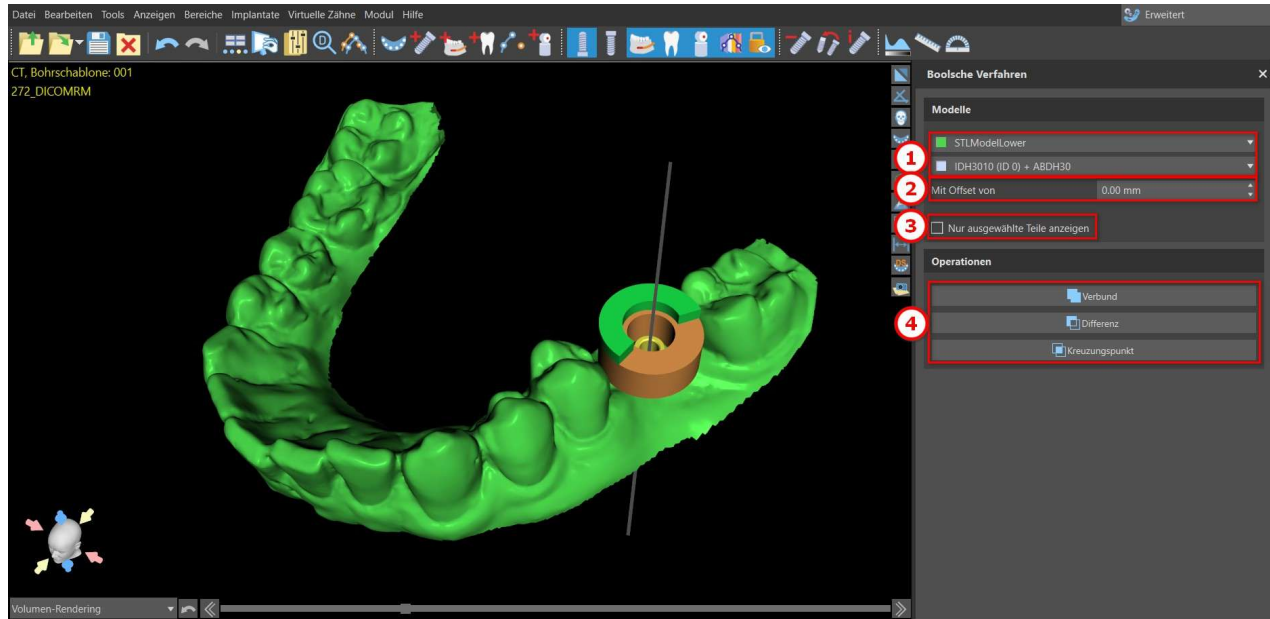 Datei Bearbeiten Tools Anzeigen Bereiche Implantate Virtuelle Zähne Modul Hilfe
Erweitert
CT, Bohrschablone: 001
272_DICOMRM
Boolsche Verfahren
Modelle
STLModelLower
1
IDH3010 (ID 0) + ABDH30
2
Mit Offset von 0.00 mm
3
Nur ausgewählte Teile anzeigen
Operationen
Verbund
4
Differenz
Kreuzungspunkt
Volumen-Rendering